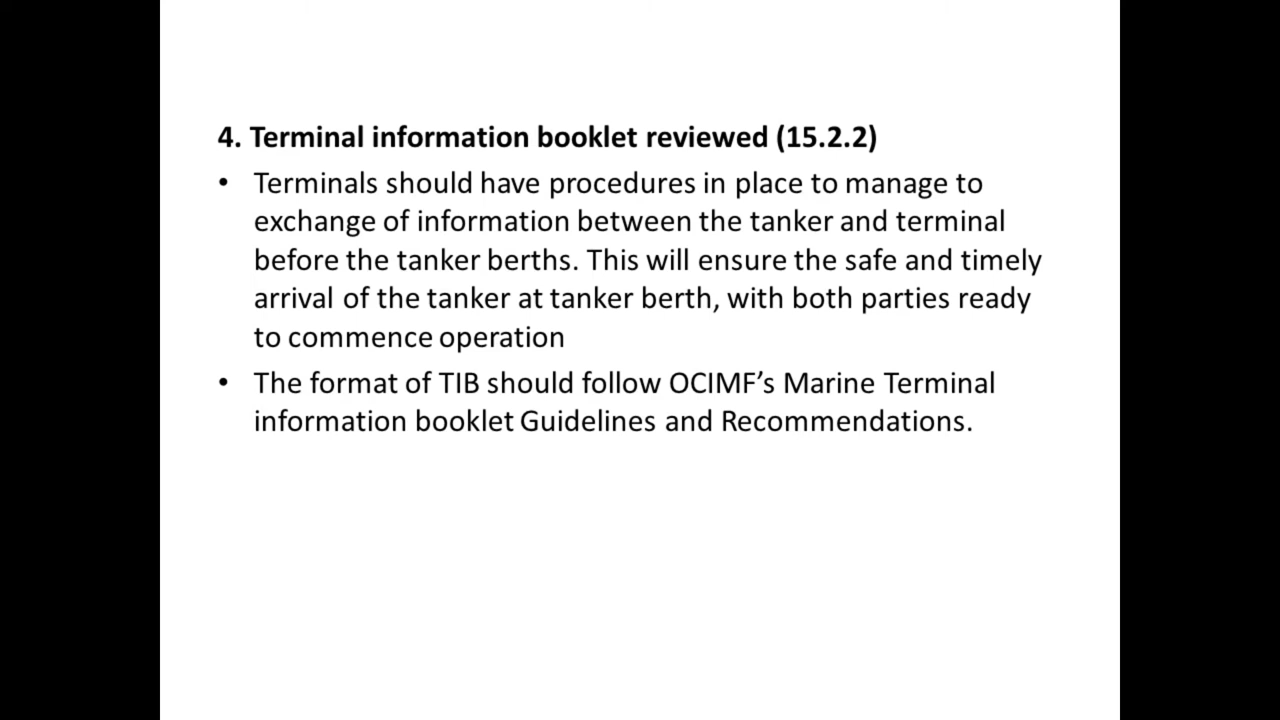 4. Terminal information booklet reviewed (15.2.2)
• Terminals should have procedures in place to manage to
exchange of information between the tanker and terminal
before the tanker berths. This will ensure the safe and timely
arrival of the tanker at tanker berth, with both parties ready
to commence operation
• The format of TIB should follow OCIMF’s Marine Terminal
information booklet Guidelines and Recommendations.